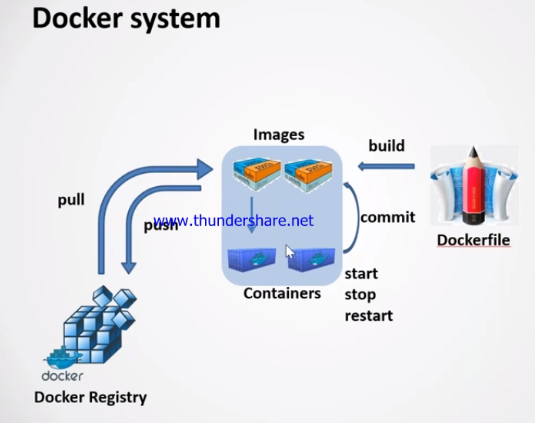 Docker system
Images
build
pull
push
www.thundershare.net
commit
Dockerfile
Containers
start
stop
restart
docker
Docker Registry